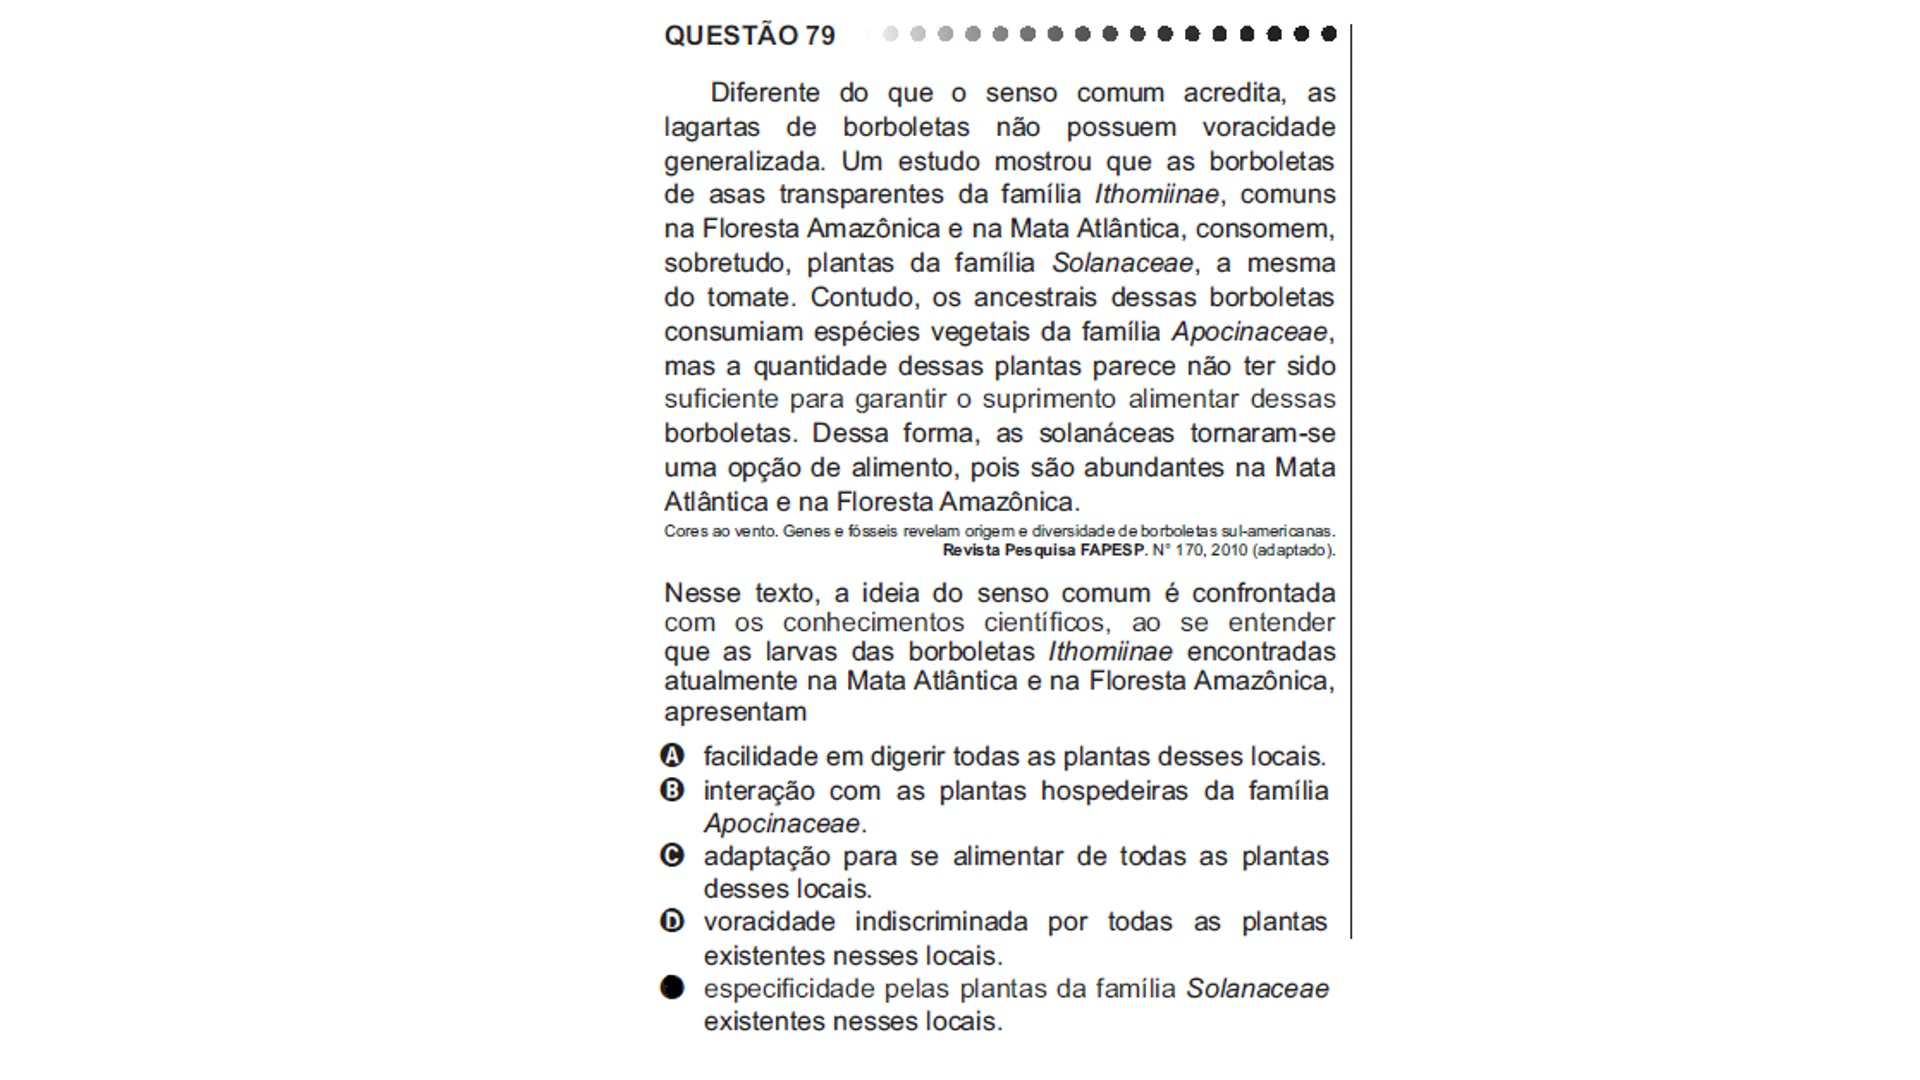 QUESTÃO 79
Diferente do que o senso comum acredita, as
lagartas de borboletas não possuem voracidade
generalizada. Um estudo mostrou que as borboletas
de asas transparentes da família Ithomiinae, comuns
na Floresta Amazônica e na Mata Atlântica, consomem,
sobretudo, plantas da família Solanaceae, a mesma
do tomate. Contudo, os ancestrais dessas borboletas
consumiam espécies vegetais da família Apocinaceae,
mas a quantidade dessas plantas parece não ter sido
suficiente para garantir o suprimento alimentar dessas
borboletas. Dessa forma, as solanáceas tornaram-se
uma opção de alimento, pois são abundantes na Mata
Atlântica e na Floresta Amazônica.
Cores ao vento. Genes e fósseis revelam origem e diversidade de borboletas sul-americanas.
Revista Pesquisa FAPESP. N° 170, 2010 (adaptado).
Nesse texto, a ideia do senso comum é confrontada
com os conhecimentos científicos, ao se entender
que as larvas das borboletas Ithomiinae encontradas
atualmente na Mata Atlântica e na Floresta Amazônica,
apresentam
A facilidade em digerir todas as plantas desses locais.
B interação com as plantas hospedeiras da família
Apocinaceae.
C adaptação para se alimentar de todas as plantas
desses locais.
D voracidade indiscriminada por todas as plantas
existentes nesses locais.
especificidade pelas plantas da família Solanaceae
existentes nesses locais.